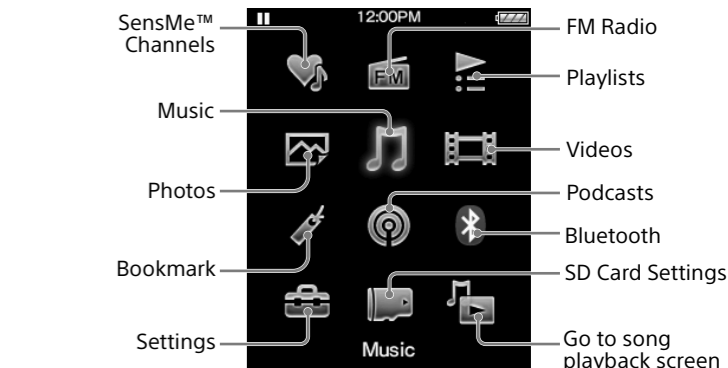 SensMe™
Channels
Music
Photos
Bookmark
Settings
12:00PM
FM
Music
FM Radio
Playlists
Videos
Podcasts
Bluetooth
SD Card Settings
Go to song
playback screen